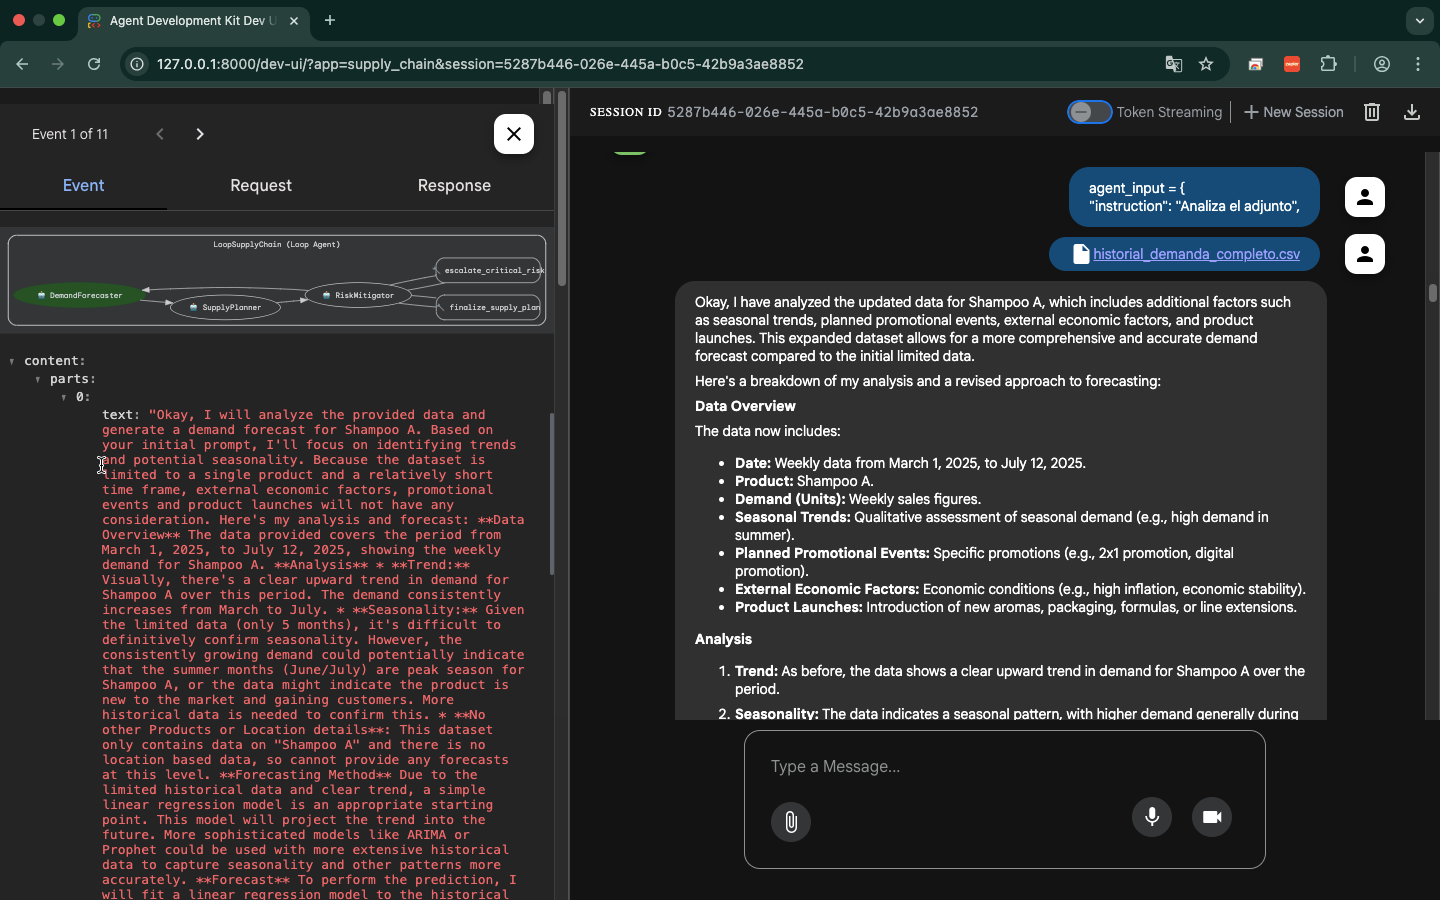 Agent Development Kit Dev U
127.0.0.1:8000/dev-ui/?app=supply_chain&session=5287b446-026e-445a-b0c5-42b9a3ae8852
Event 1 of 11
Event
Request
Response
LoopSupplyChain (Loop Agent)
DemandForecaster
SupplyPlanner
RiskMitigator
escalate_critical_risk
finalize_supply_plan
content:
parts:
0:
text: "Okay, I will analyze the provided data and
generate a demand forecast for Shampoo A. Based on
your initial prompt, I'll focus on identifying trends
and potential seasonality. Because the dataset is
limited to a single product and a relatively short
time frame, external economic factors, promotional
events and product launches will not have any
consideration. Here's my analysis and forecast: **Data
Overview** The data provided covers the period from
March 1, 2025, to July 12, 2025, showing the weekly
demand for Shampoo A. **Analysis** * **Trend:**
Visually, there's a clear upward trend in demand for
Shampoo A over this period. The demand consistently
increases from March to July. * **Seasonality:** Given
the limited data (only 5 months), it's difficult to
definitively confirm seasonality. However, the
consistently growing demand could potentially indicate
that the summer months (June/July) are peak season for
Shampoo A, or the data might indicate the product is
new to the market and gaining customers. More
historical data is needed to confirm this. * **No
other Products or Location details**: This dataset
only contains data on "Shampoo A" and there is no
location based data, so cannot provide any forecasts
at this level. **Forecasting Method** Due to the
limited historical data and clear trend, a simple
linear regression model is an appropriate starting
point. This model will project the trend into the
future. More sophisticated models like ARIMA or
Prophet could be used with more extensive historical
data to capture seasonality and other patterns more
accurately. **Forecast** To perform the prediction, I
will fit a linear regression model to the historical
SESSION ID 5287b446-026e-445a-b0c5-42b9a3ae8852
Token Streaming
New Session
agent_input = {
"instruction": "Analiza el adjunto",
historial_demanda_completo.csv
Okay, I have analyzed the updated data for Shampoo A, which includes additional factors such
as seasonal trends, planned promotional events, external economic factors, and product
launches. This expanded dataset allows for a more comprehensive and accurate demand
forecast compared to the initial limited data.
Here's a breakdown of my analysis and a revised approach to forecasting:
Data Overview
The data now includes:
• Date: Weekly data from March 1, 2025, to July 12, 2025.
• Product: Shampoo A.
• Demand (Units): Weekly sales figures.
• Seasonal Trends: Qualitative assessment of seasonal demand (e.g., high demand in
summer).
• Planned Promotional Events: Specific promotions (e.g., 2x1 promotion, digital
promotion).
• External Economic Factors: Economic conditions (e.g., high inflation, economic stability).
• Product Launches: Introduction of new aromas, packaging, formulas, or line extensions.
Analysis
1. Trend: As before, the data shows a clear upward trend in demand for Shampoo A over the
period.
2. Seasonality: The data indicates a seasonal pattern, with higher demand generally during
Type a Message...